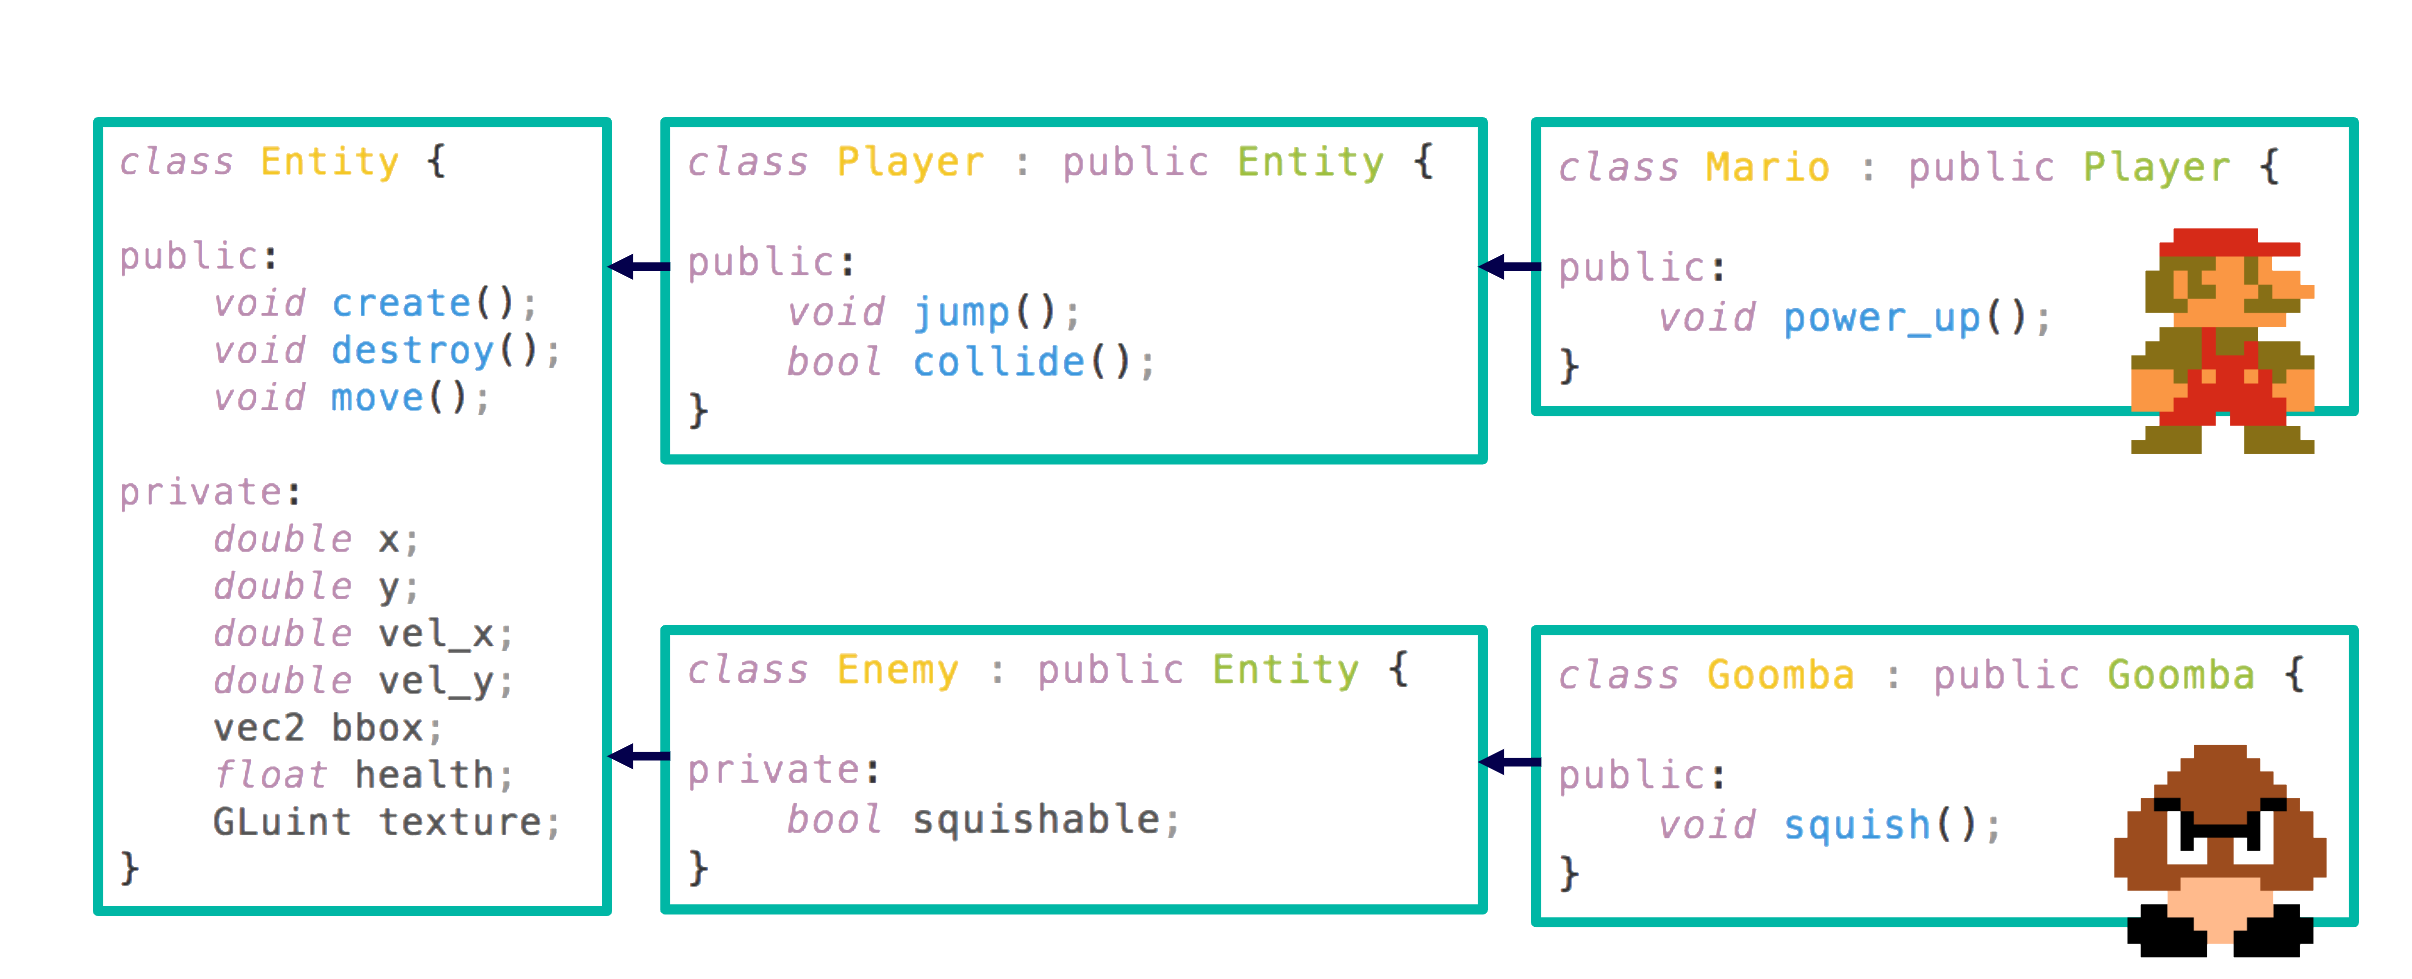 class Entity {
public:
void create();
void destroy();
void move();
private:
double x;
double y;
double vel_x;
double vel_y;
vec2 bbox;
float health;
GLuint texture;
}
class Player : public Entity {
public:
void jump();
bool collide();
}
class Mario : public Player {
public:
void power_up();
}
class Enemy : public Entity {
private:
bool squishable;
}
class Goomba : public Goomba {
public:
void squish();
}